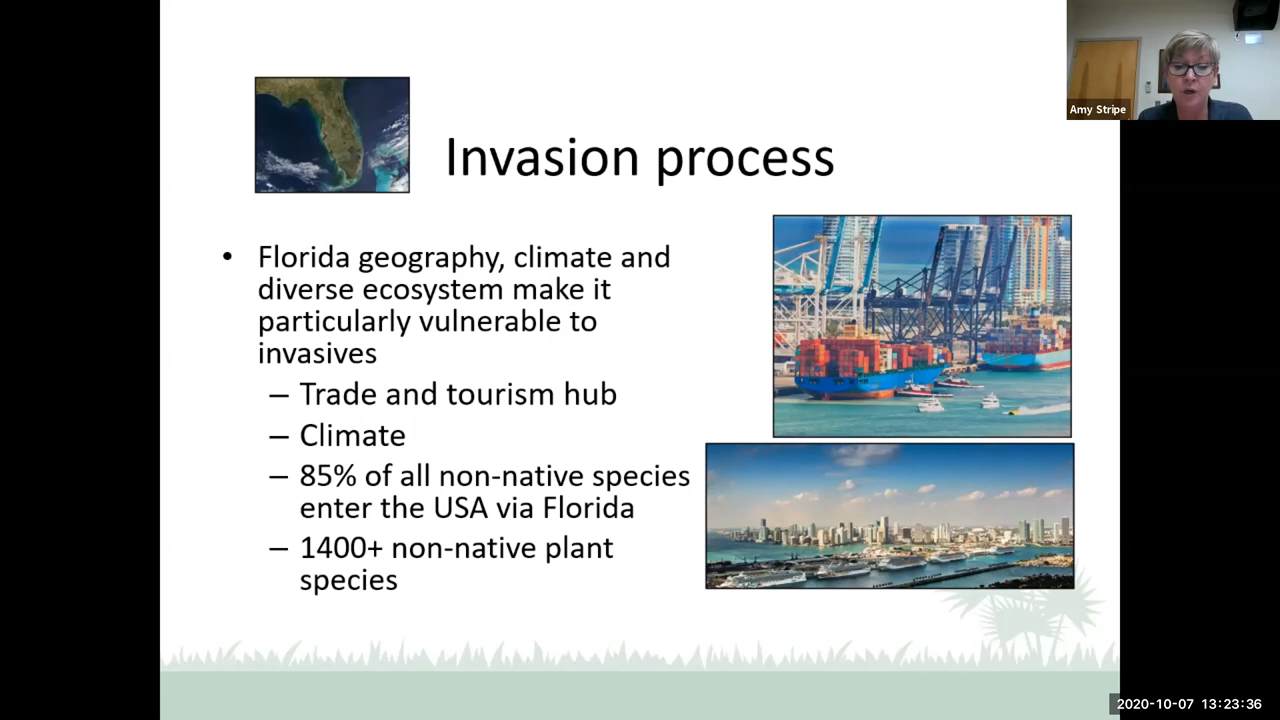 Amy Stripe
Invasion process
• Florida geography, climate and
diverse ecosystem make it
particularly vulnerable to
invasives
– Trade and tourism hub
– Climate
– 85% of all non-native species
enter the USA via Florida
– 1400+ non-native plant
species
2020-10-07 13:23:36